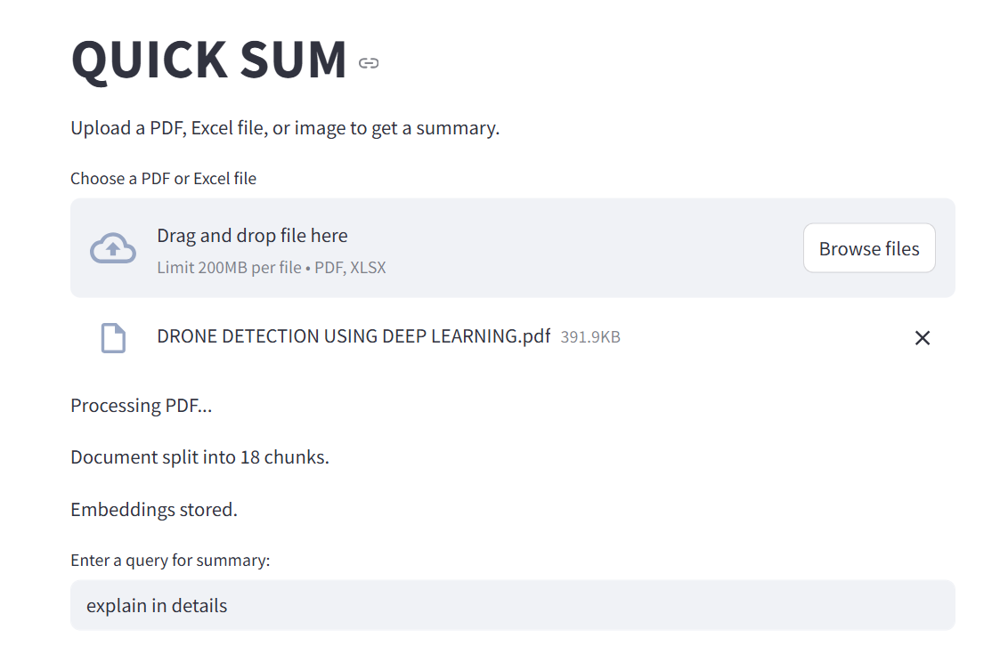 QUICK SUM
Upload a PDF, Excel file, or image to get a summary.
Choose a PDF or Excel file
Drag and drop file here
Limit 200MB per file • PDF, XLSX
Browse files
DRONE DETECTION USING DEEP LEARNING.pdf 391.9KB
Processing PDF...
Document split into 18 chunks.
Embeddings stored.
Enter a query for summary:
explain in details